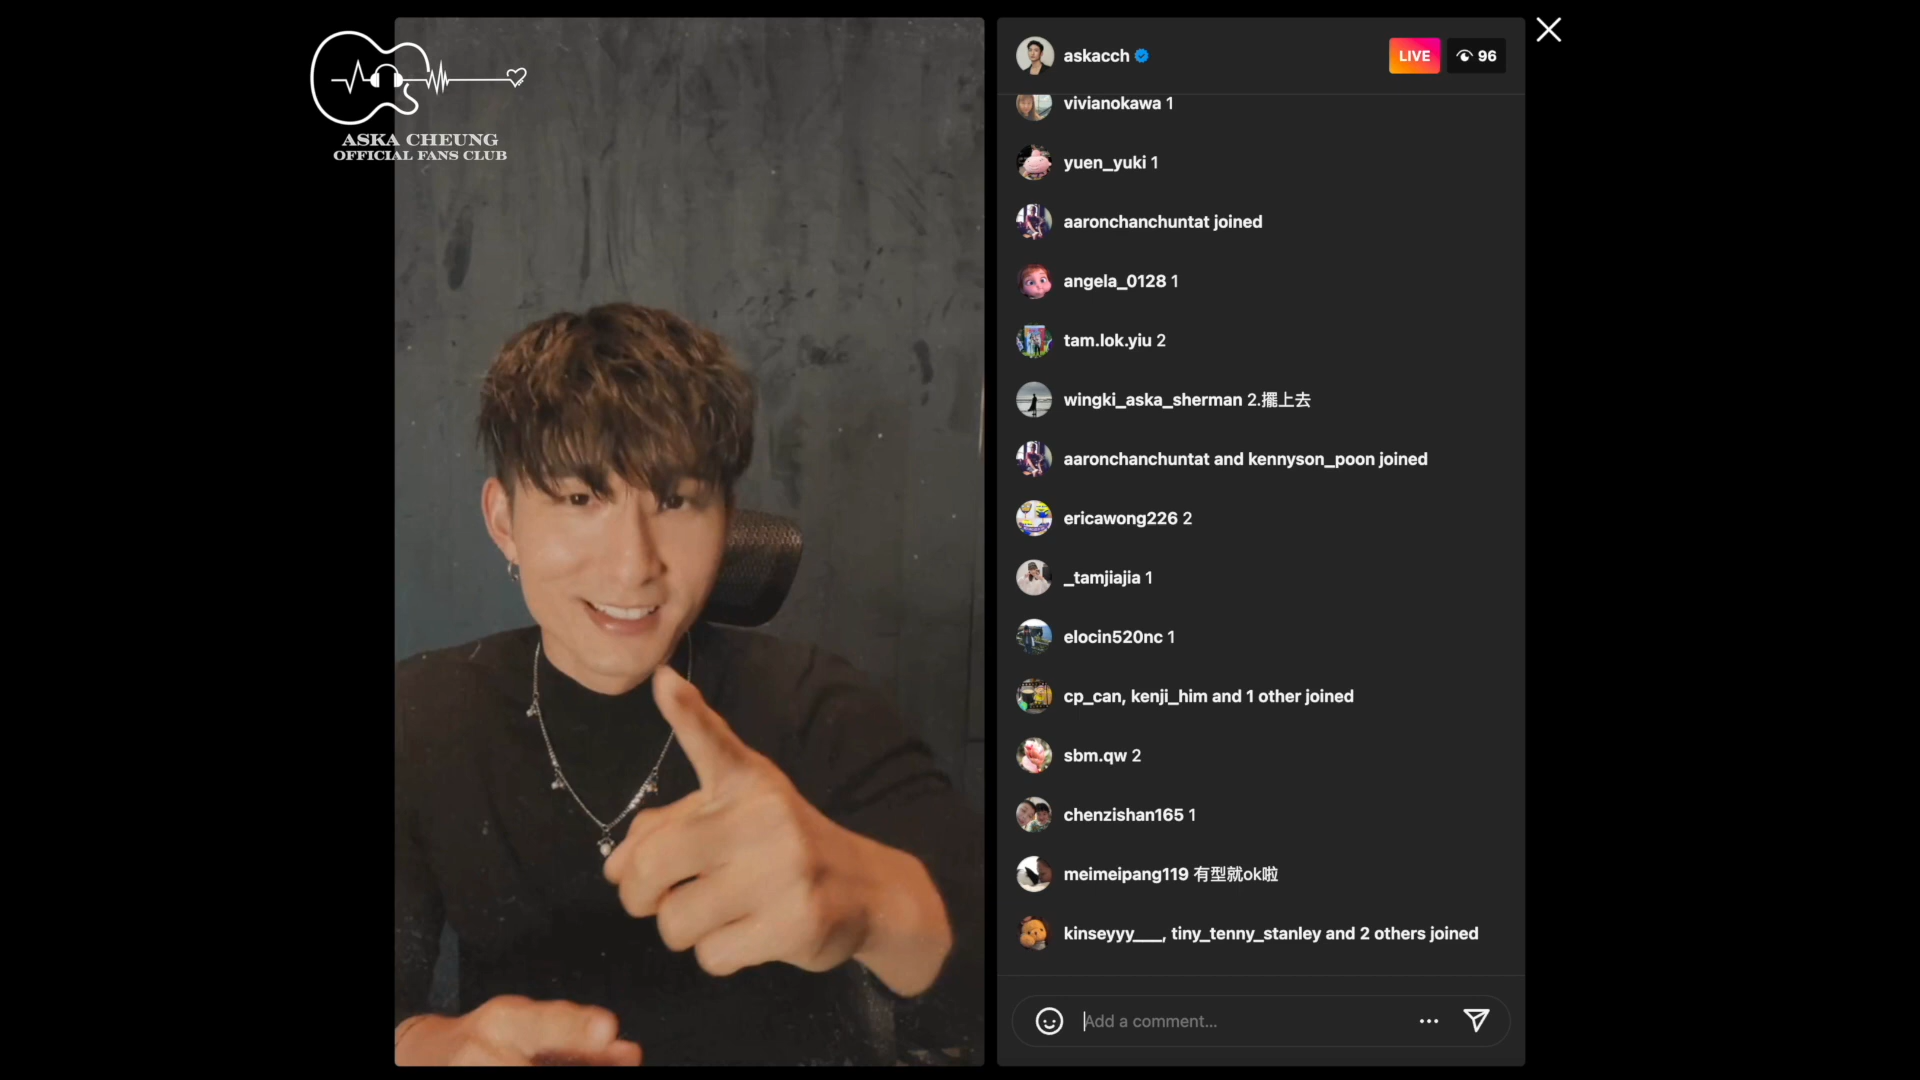 ASKA CHEUNG
OFFICIAL FANS CLUB
askacch
LIVE
96
vivianokawa 1
yuen_yuki 1
aaronchanchuntat joined
angela_0128 1
tam.lok.yiu 2
wingki_aska_sherman 2.擺上去
aaronchanchuntat and kennyson_poon joined
ericawong226 2
_tamjiajia 1
elocin520nc 1
cp_can, kenji_him and 1 other joined
sbm.qw 2
chenzishan165 1
meimeipang119 有型就ok啦
kinseyyy___, tiny_tenny_stanley and 2 others joined
Add a comment...